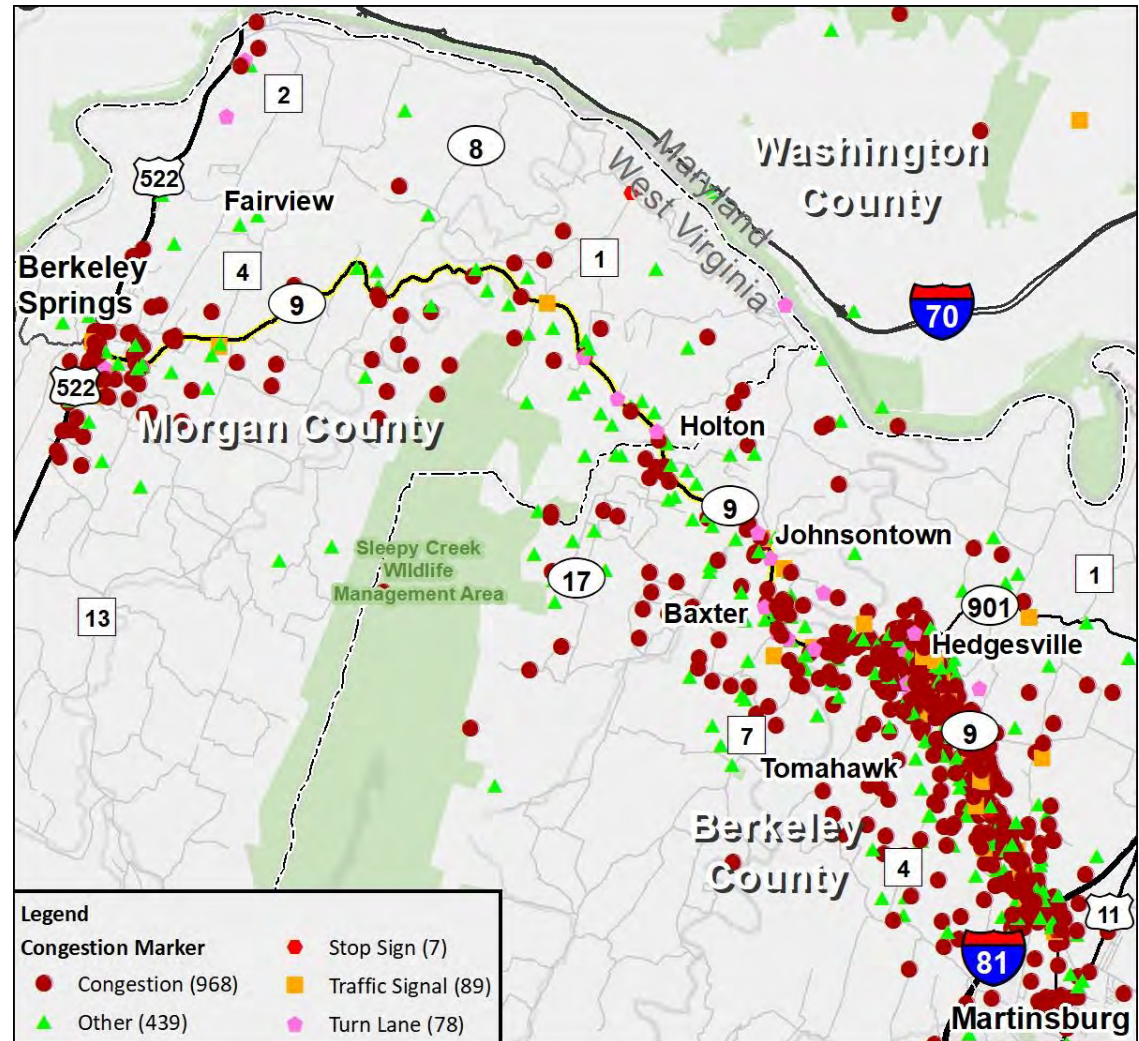 2
8
Maryland
West Virginia
Washington
County
522
Fairview
1
4
Berkeley
Springs
9
70
522
Morgan County
Holton
9
Johnsontown
Sleepy Creek
Wildlife
Management Area
17
1
901
13
Baxter
Hedgesville
7
9
Tomahawk
Berkeley
County
4
11
81
Martinsburg
Legend
Congestion Marker
Congestion (968)
Other (439)
Stop Sign (7)
Traffic Signal (89)
Turn Lane (78)